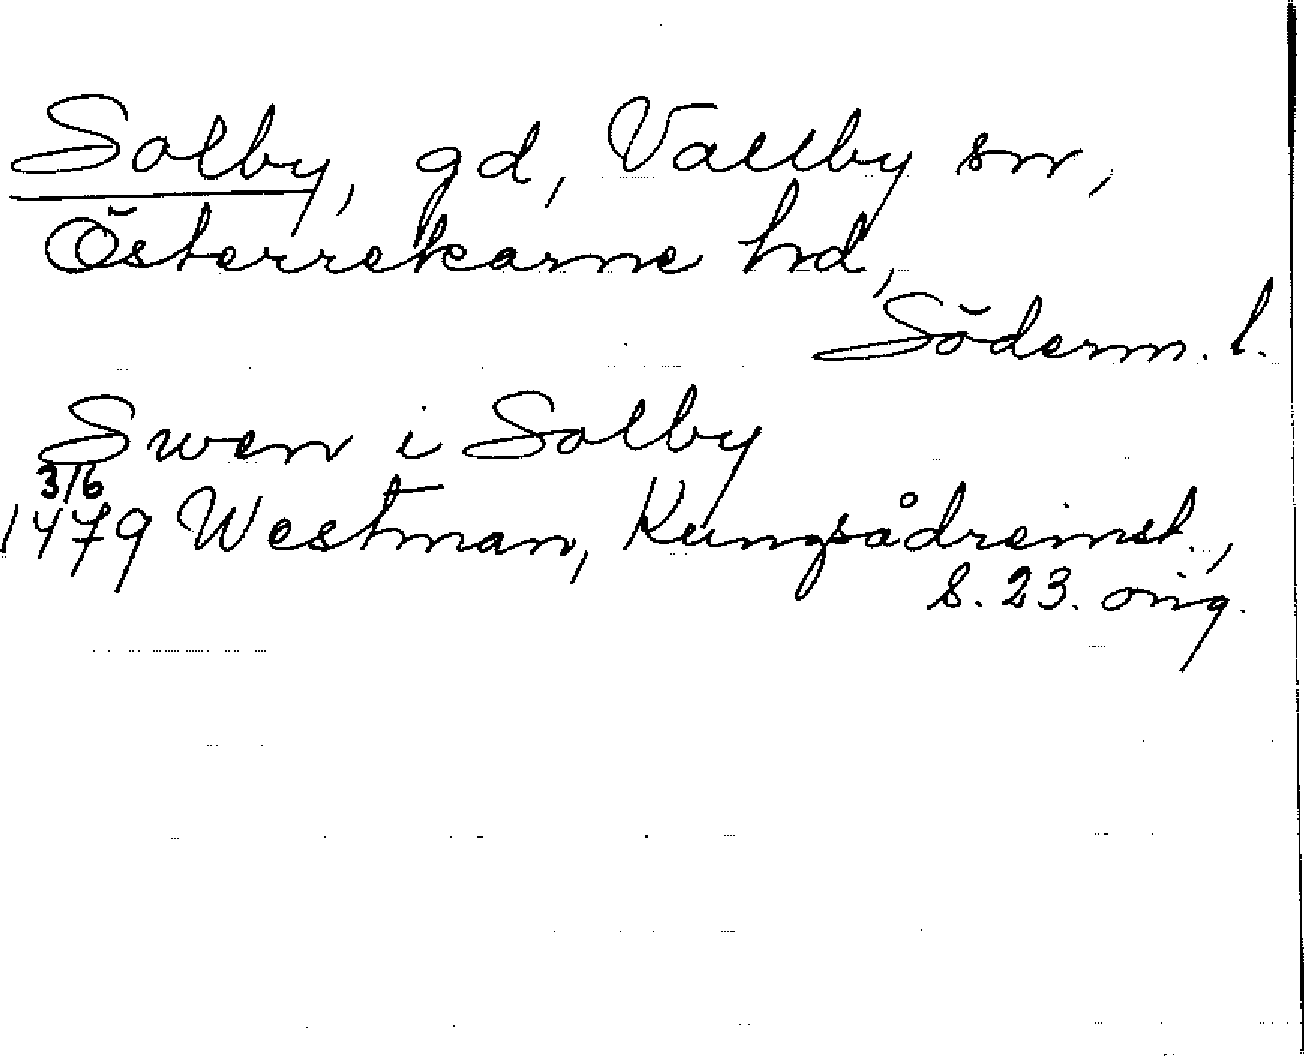 Solby, gd, Vallby sn,
Österrekarne hd,
Söderm. l.
Swen i Solby
3/6
1479 Westman, Kungsådreinst.,
s. 23. orig.